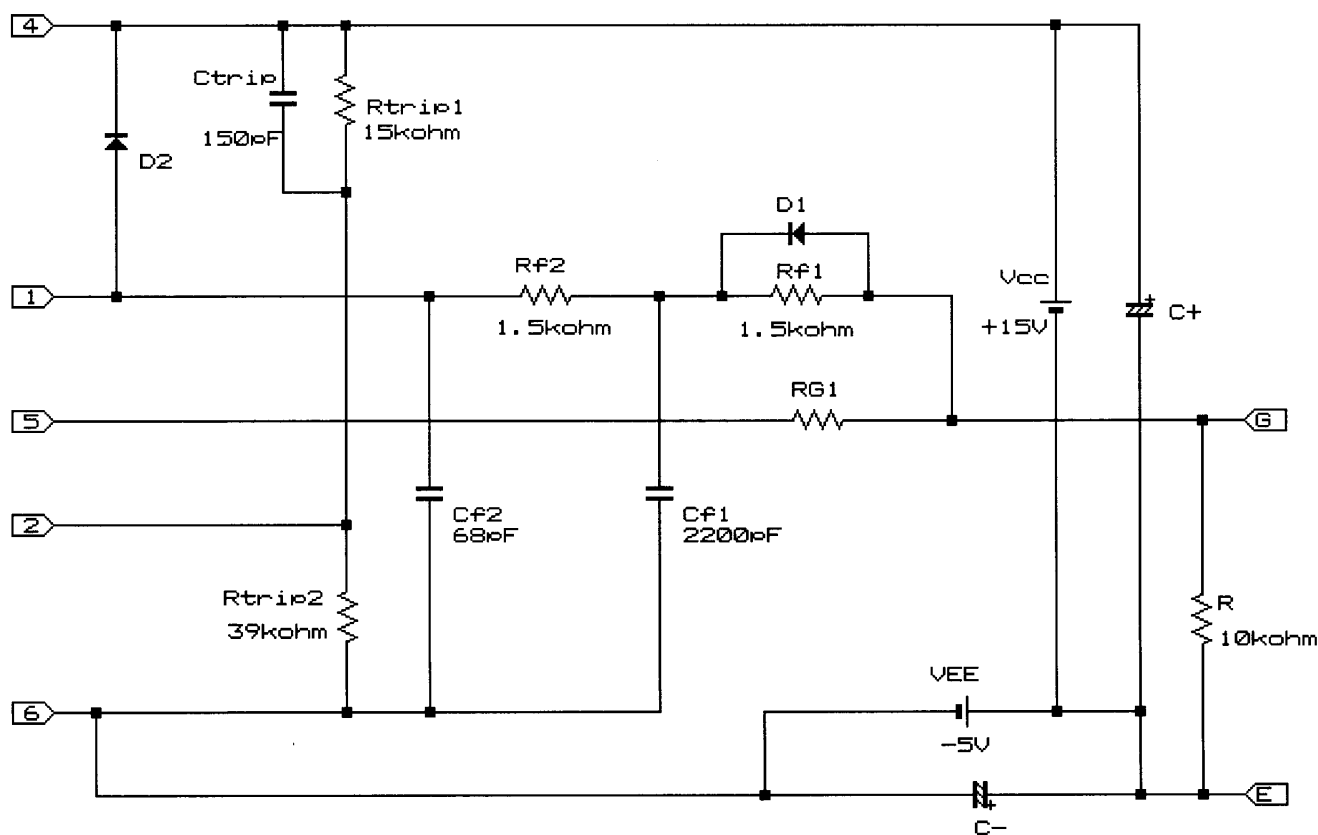 4
Ctrip
150pF
Rtrip1
15kohm
D2
D1
1
Rf2
1.5kohm
Rf1
1.5kohm
Vcc
+15V
+
C+
5
RG1
G
2
Cf2
68pF
Cf1
2200pF
Rtrip2
39kohm
R
10kohm
6
VEE
-5V
E
+
C-